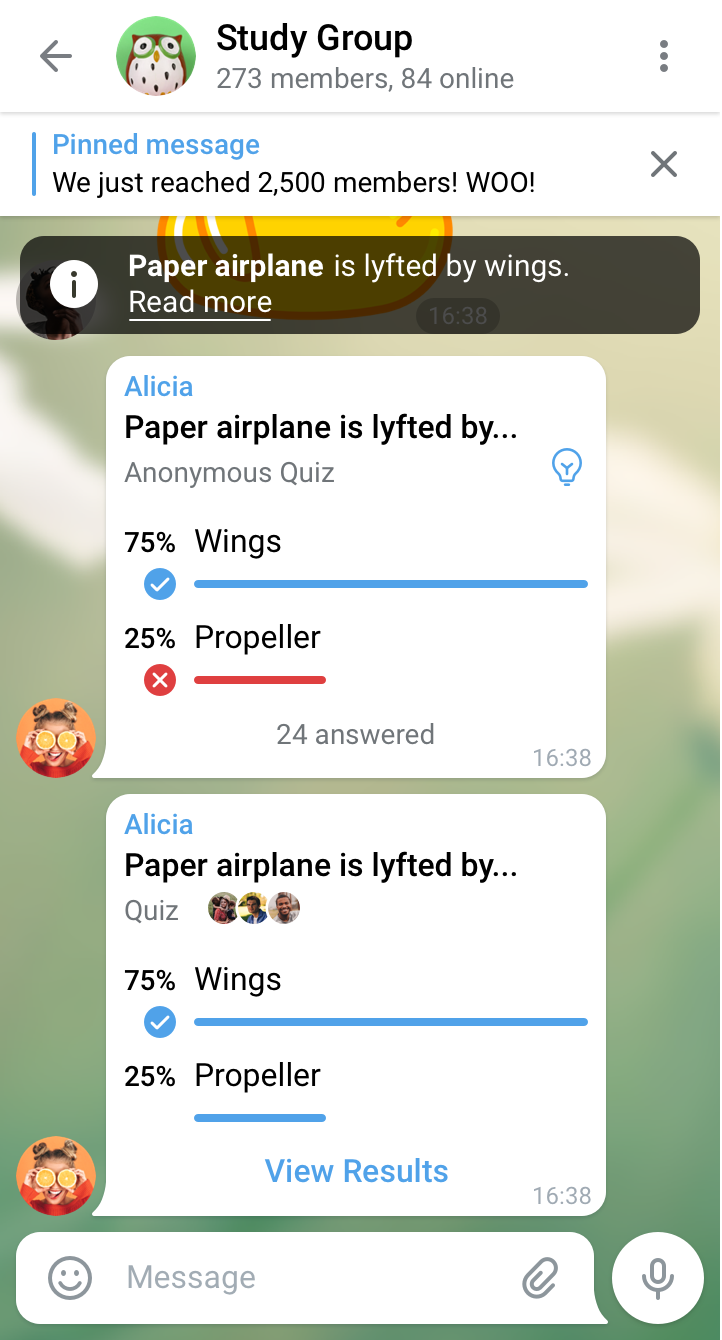 Study Group
273 members, 84 online
Pinned message
We just reached 2,500 members! WOO!
Paper airplane is lyfted by wings.
Read more
16:38
Alicia
Paper airplane is lyfted by...
Anonymous Quiz
75% Wings
25% Propeller
24 answered
16:38
Alicia
Paper airplane is lyfted by...
Quiz
75% Wings
25% Propeller
View Results
16:38
Message